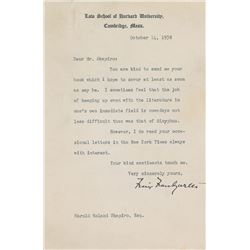 Law School of Harvard University,
Cambridge, Mass.
October 14, 1938
Dear Mr. Shapiro:
You are kind to send me your
book which I hope to savor at least as soon
as may be. I sometimes feel that the job
of keeping up even with the literature in
one's own immediate field is nowadays not
less difficult than was that of Sisyphus.
However, I do read your occasional
letters in the New York Times always
with interest.
Your kind sentiments touch me.
Very sincerely yours,
Felix Frankfurter
Harold Roland Shapiro, Esq.